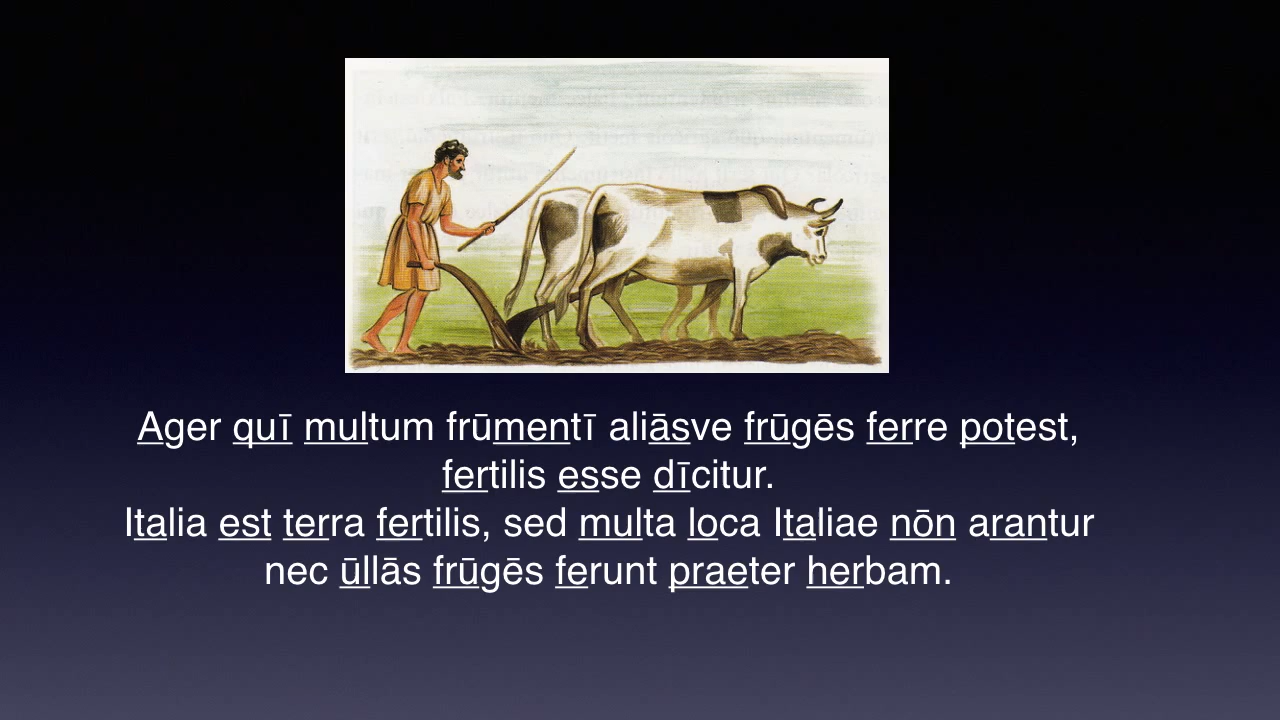 Ager quī multum frūmentī aliāsve frūgēs ferre potest,
fertilis esse dīcitur.
Italia est terra fertilis, sed multa loca Italiae nōn arantur
nec ūllās frūgēs ferunt praeter herbam.